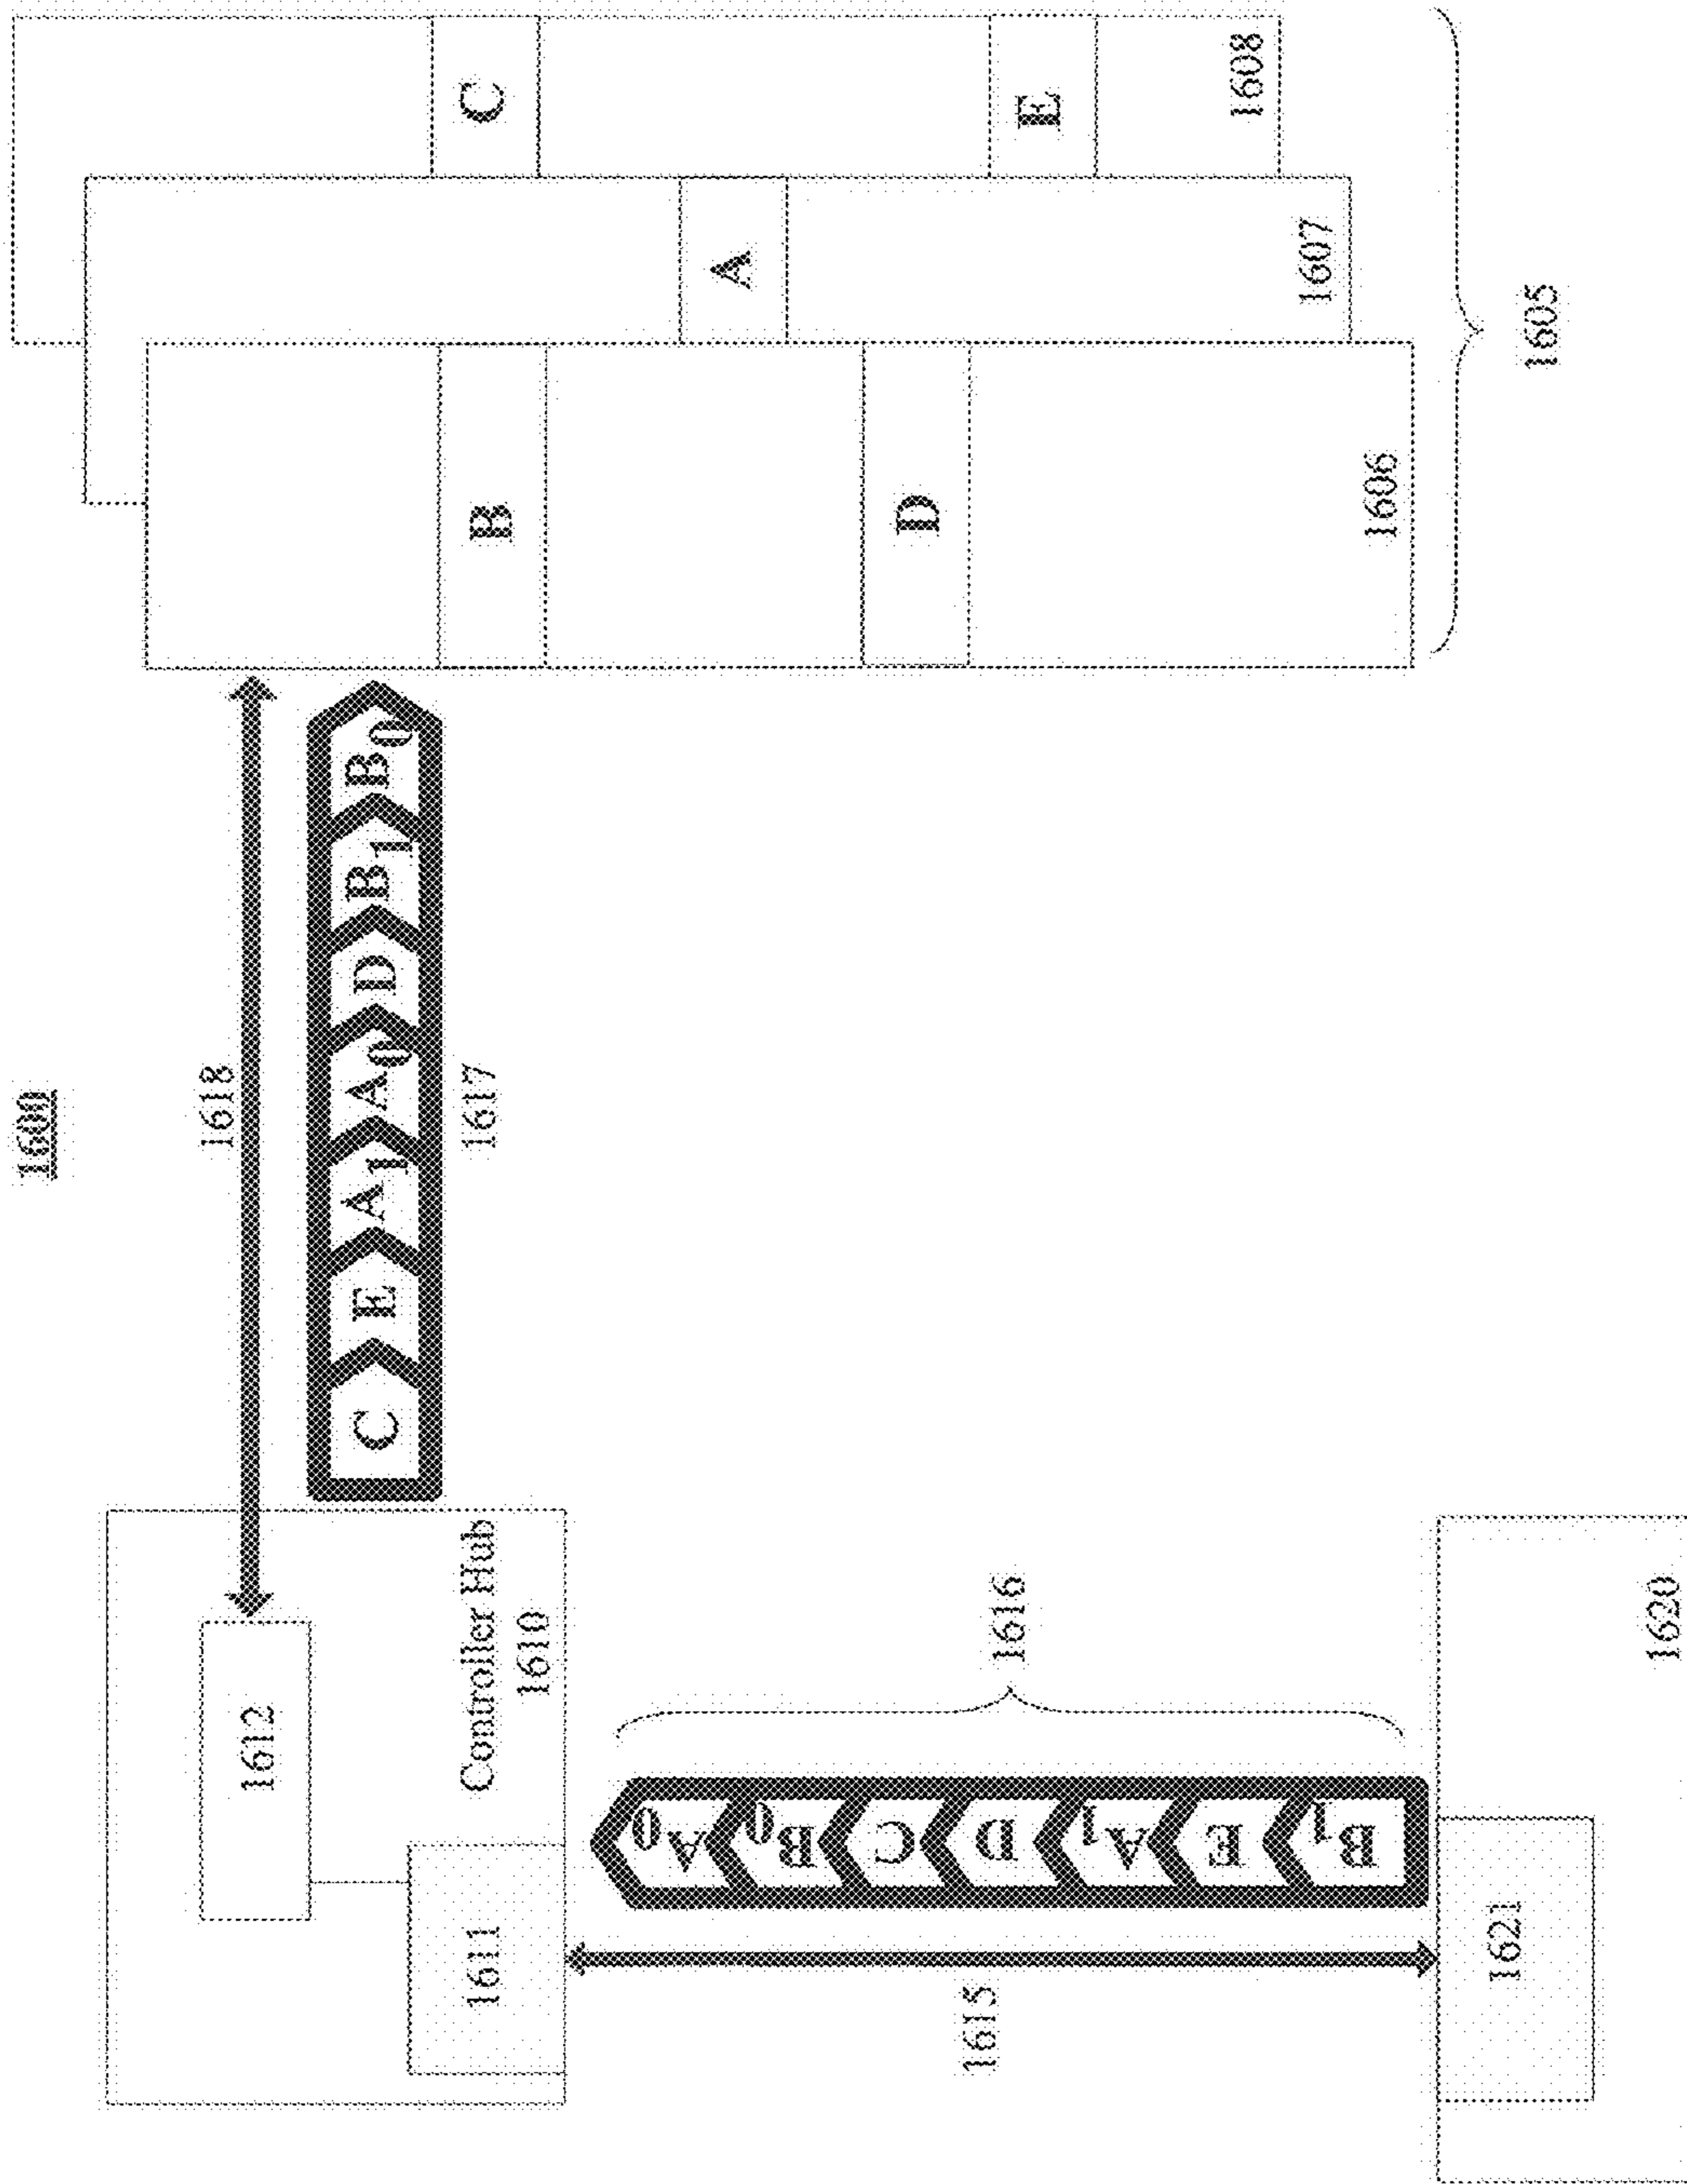 1600
1618
1612
C E A1 A0 D B1 B0
1617
Controller Hub
1610
1611
A0
B0
C
D
A1
E
B1
1616
1615
1621
1620
C
E
1608
A
1607
B
D
1606
1605